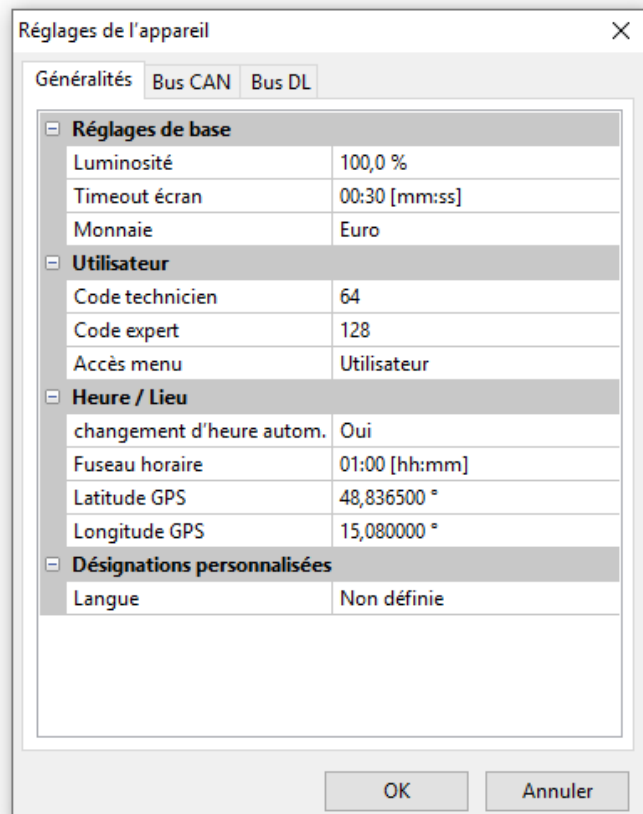 Réglages de l'appareil
Généralités Bus CAN Bus DL
Réglages de base
Luminosité 100,0 %
Timeout écran 00:30 [mm:ss]
Monnaie Euro
Utilisateur
Code technicien 64
Code expert 128
Accès menu Utilisateur
Heure / Lieu
changement d'heure autom. Oui
Fuseau horaire 01:00 [hh:mm]
Latitude GPS 48,836500 °
Longitude GPS 15,080000 °
Désignations personnalisées
Langue Non définie
OK Annuler